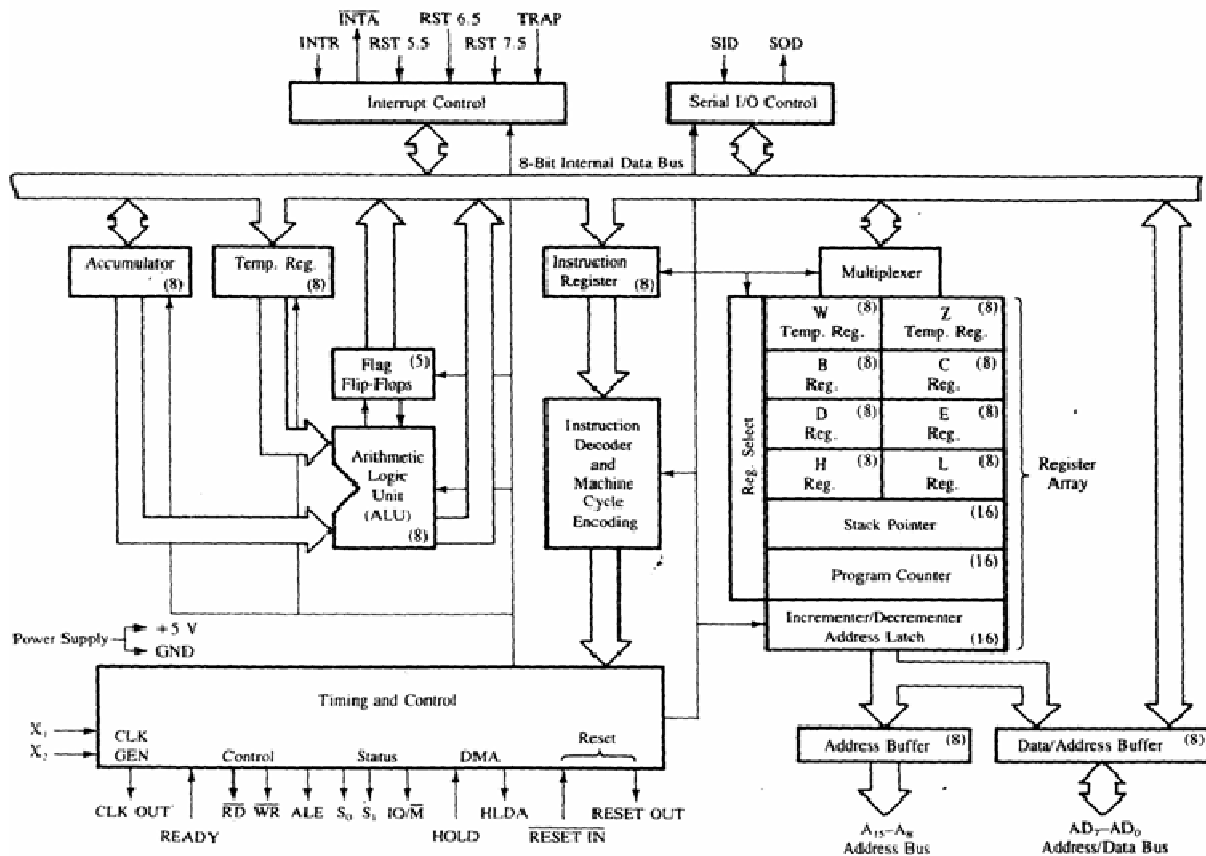 INTA
RST 6.5
TRAP
INTR
RST 5.5
RST 7.5
SID
SOD
Interrupt Control
Serial I/O Control
8-Bit Internal Data Bus
Accumulator
(8)
Temp. Reg.
(8)
Instruction
Register
(8)
Multiplexer
Flag (5)
Flip-Flops
Arithmetic
Logic
Unit
(ALU)
(8)
Instruction
Decoder
and
Machine
Cycle
Encoding
Reg. Select
W (8)
Temp. Reg.
Z (8)
Temp. Reg.
B (8)
Reg.
C (8)
Reg.
D (8)
Reg.
E (8)
Reg.
H (8)
Reg.
L (8)
Reg.
(16)
Stack Pointer
(16)
Program Counter
Incrementer/Decrementer
Address Latch
(16)
Register
Array
Power Supply
+5 V
GND
Timing and Control
X₁
X₂
CLK
GEN
Control
Status
DMA
Reset
CLK OUT
READY
RD
WR
ALE
S₀
S₁
IO/M
HOLD
HLDA
RESET IN
RESET OUT
Address Buffer (8)
Data/Address Buffer (8)
A₁₅–A₈
Address Bus
AD₇–AD₀
Address/Data Bus